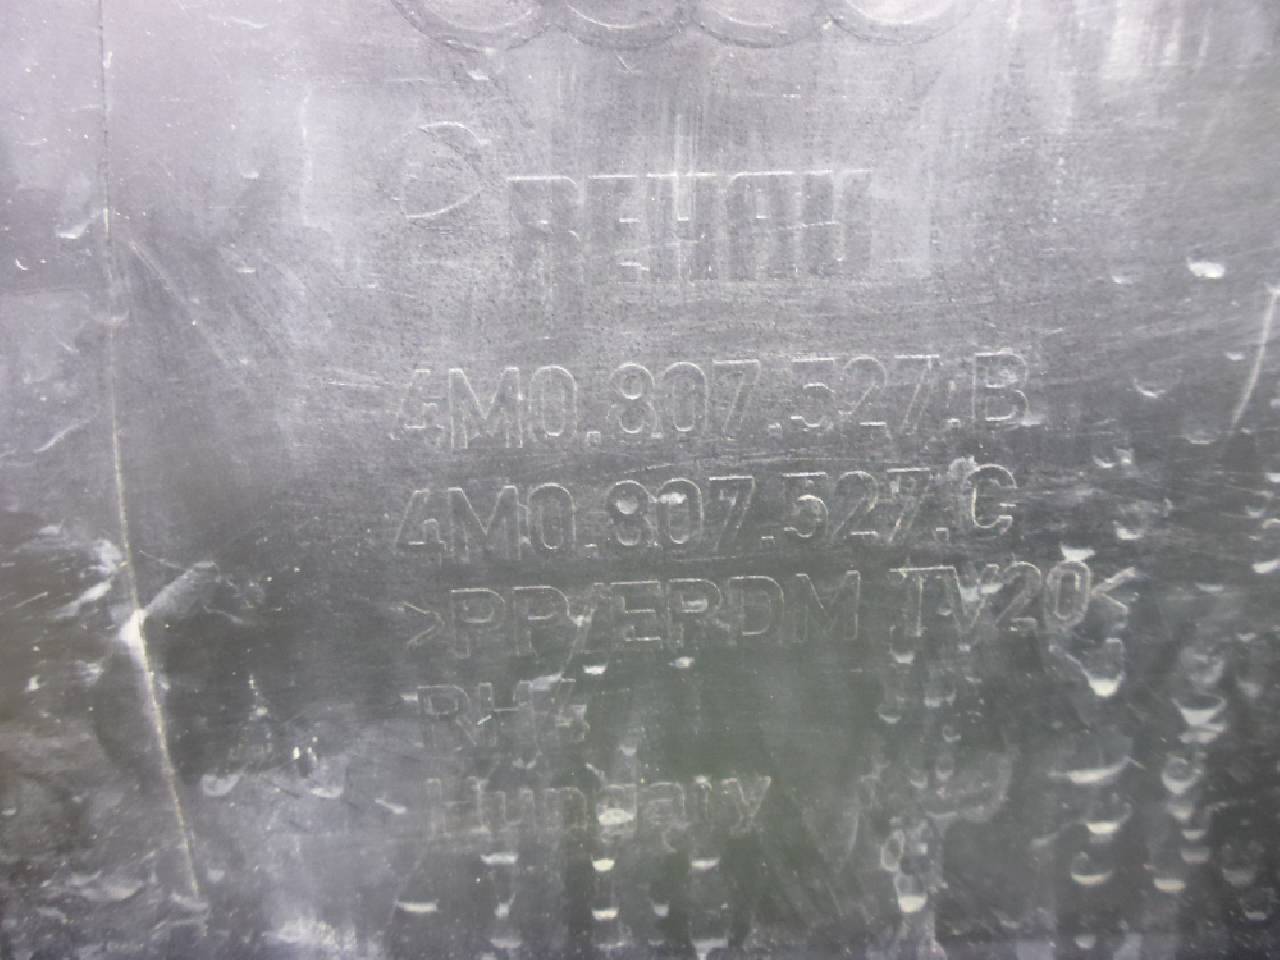 REHAU
4M0.807.527.B
4M0.807.527.C
>PP/EPDM TV20<
Hungary